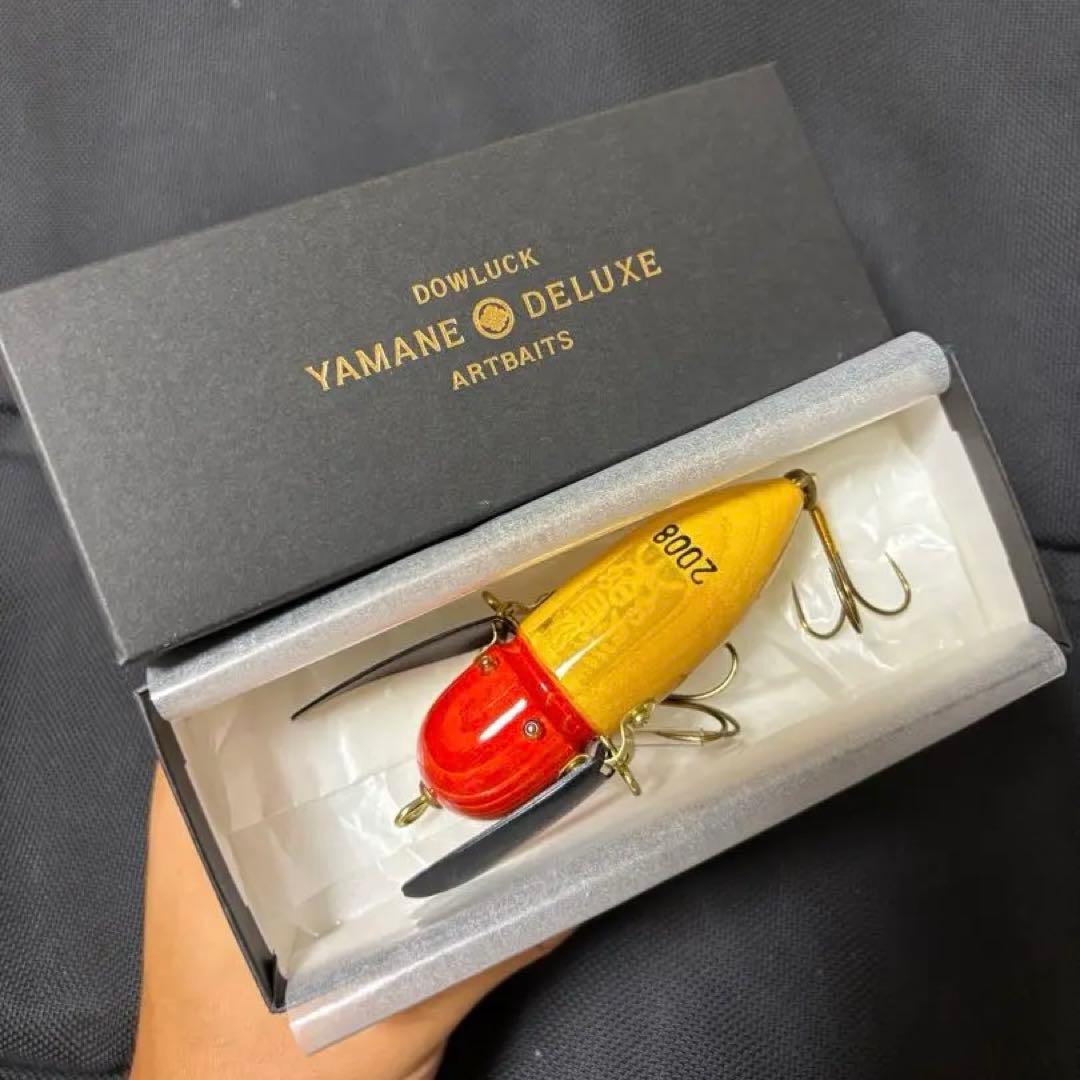 DOWLUCK
YAMANE DELUXE
ARTBAITS
2008